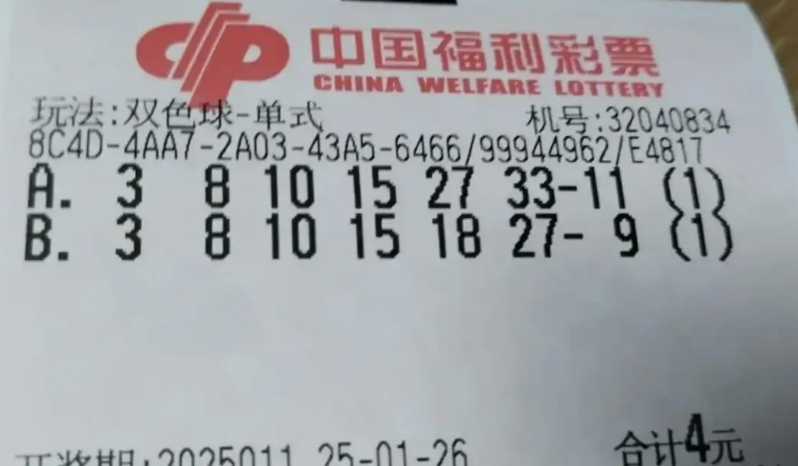 中国福利彩票
CHINA WELFARE LOTTERY
玩法:双色球-单式 机号:32040834
8C4D-4AA7-2A03-43A5-6466/99944962/E4817
A. 3 8 10 15 27 33-11 (1)
B. 3 8 10 15 18 27- 9 (1)
开奖期:2025011 25-01-26 合计4元